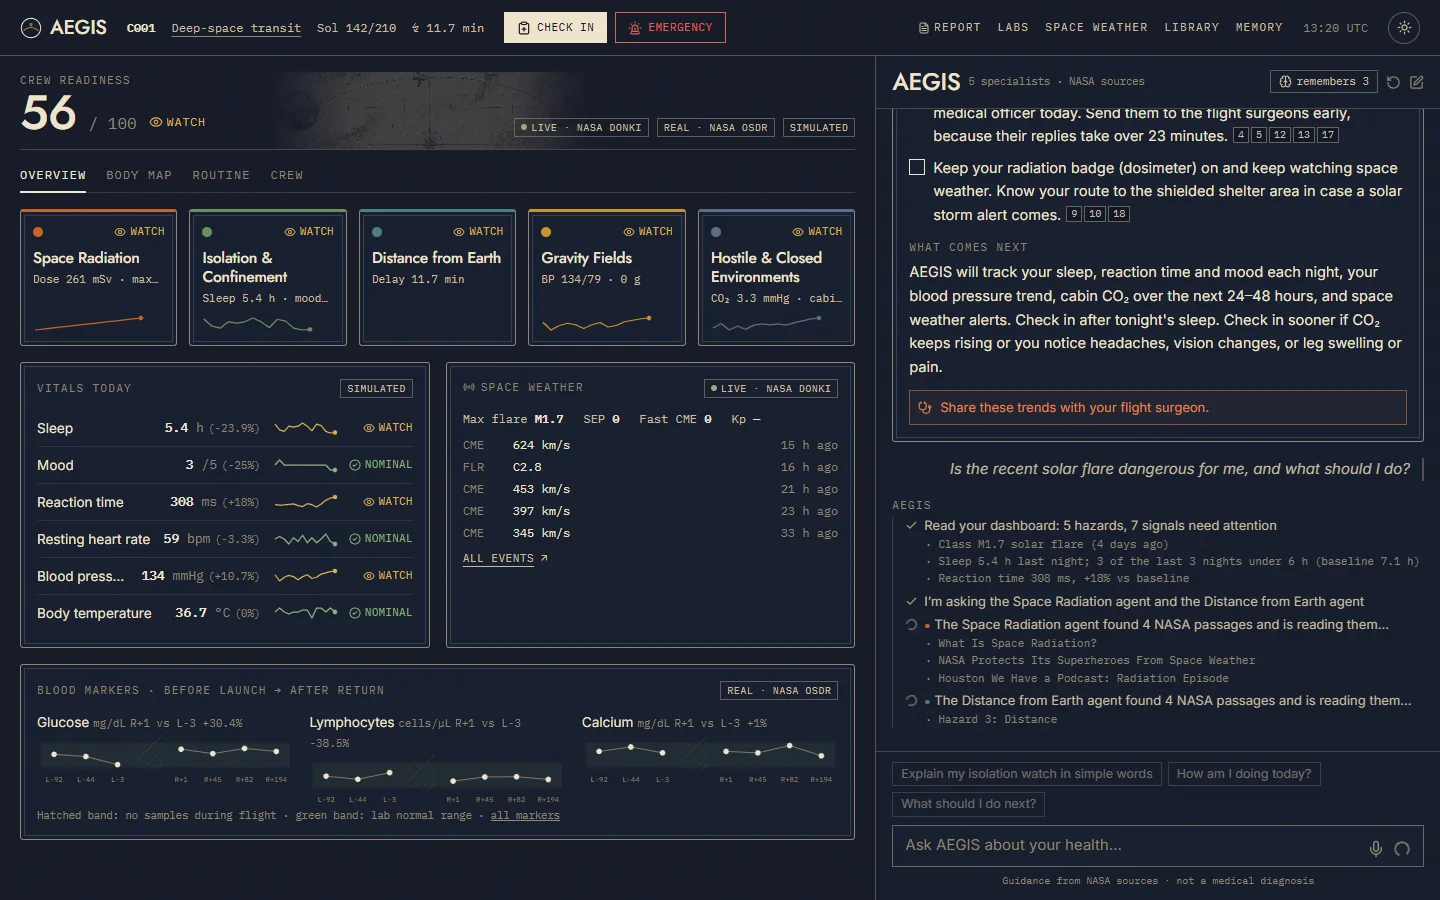 AEGIS C001 Deep-space transit Sol 142/210 11.7 min CHECK IN EMERGENCY REPORT LABS SPACE WEATHER LIBRARY MEMORY 13:20 UTC
CREW READINESS
56 / 100 WATCH
LIVE · NASA DONKI REAL · NASA OSDR SIMULATED
OVERVIEW BODY MAP ROUTINE CREW
WATCH
Space Radiation
Dose 261 mSv · max…
WATCH
Isolation &
Confinement
Sleep 5.4 h · mood…
WATCH
Distance from Earth
Delay 11.7 min
WATCH
Gravity Fields
BP 134/79 · 0 g
WATCH
Hostile & Closed
Environments
CO₂ 3.3 mmHg · cabi…
VITALS TODAY SIMULATED
Sleep 5.4 h (-23.9%) WATCH
Mood 3 /5 (-25%) NOMINAL
Reaction time 308 ms (+18%) WATCH
Resting heart rate 59 bpm (-3.3%) NOMINAL
Blood press… 134 mmHg (+10.7%) WATCH
Body temperature 36.7 °C (0%) NOMINAL
SPACE WEATHER LIVE · NASA DONKI
Max flare M1.7 SEP 0 Fast CME 0 Kp —
CME 624 km/s 15 h ago
FLR C2.8 16 h ago
CME 453 km/s 21 h ago
CME 397 km/s 23 h ago
CME 345 km/s 33 h ago
ALL EVENTS ↗
BLOOD MARKERS · BEFORE LAUNCH → AFTER RETURN REAL · NASA OSDR
Glucose mg/dL R+1 vs L-3 +30.4%
L-92 L-44 L-3 R+1 R+45 R+82 R+194
Lymphocytes cells/µL R+1 vs L-3
-38.5%
L-92 L-44 L-3 R+1 R+45 R+82 R+194
Calcium mg/dL R+1 vs L-3 +1%
L-92 L-44 L-3 R+1 R+45 R+82 R+194
Hatched band: no samples during flight · green band: lab normal range · all markers
AEGIS 5 specialists · NASA sources remembers 3
medical officer today. Send them to the flight surgeons early,
because their replies take over 23 minutes. 4 5 12 13 17
Keep your radiation badge (dosimeter) on and keep watching space
weather. Know your route to the shielded shelter area in case a solar
storm alert comes. 9 10 18
WHAT COMES NEXT
AEGIS will track your sleep, reaction time and mood each night, your
blood pressure trend, cabin CO₂ over the next 24–48 hours, and space
weather alerts. Check in after tonight's sleep. Check in sooner if CO₂
keeps rising or you notice headaches, vision changes, or leg swelling or
pain.
Share these trends with your flight surgeon.
Is the recent solar flare dangerous for me, and what should I do?
AEGIS
Read your dashboard: 5 hazards, 7 signals need attention
· Class M1.7 solar flare (4 days ago)
· Sleep 5.4 h last night; 3 of the last 3 nights under 6 h (baseline 7.1 h)
· Reaction time 308 ms, +18% vs baseline
I’m asking the Space Radiation agent and the Distance from Earth agent
The Space Radiation agent found 4 NASA passages and is reading them…
· What Is Space Radiation?
· NASA Protects Its Superheroes From Space Weather
· Houston We Have a Podcast: Radiation Episode
The Distance from Earth agent found 4 NASA passages and is reading them…
· Hazard 3: Distance
Explain my isolation watch in simple words How am I doing today?
What should I do next?
Ask AEGIS about your health…
Guidance from NASA sources · not a medical diagnosis